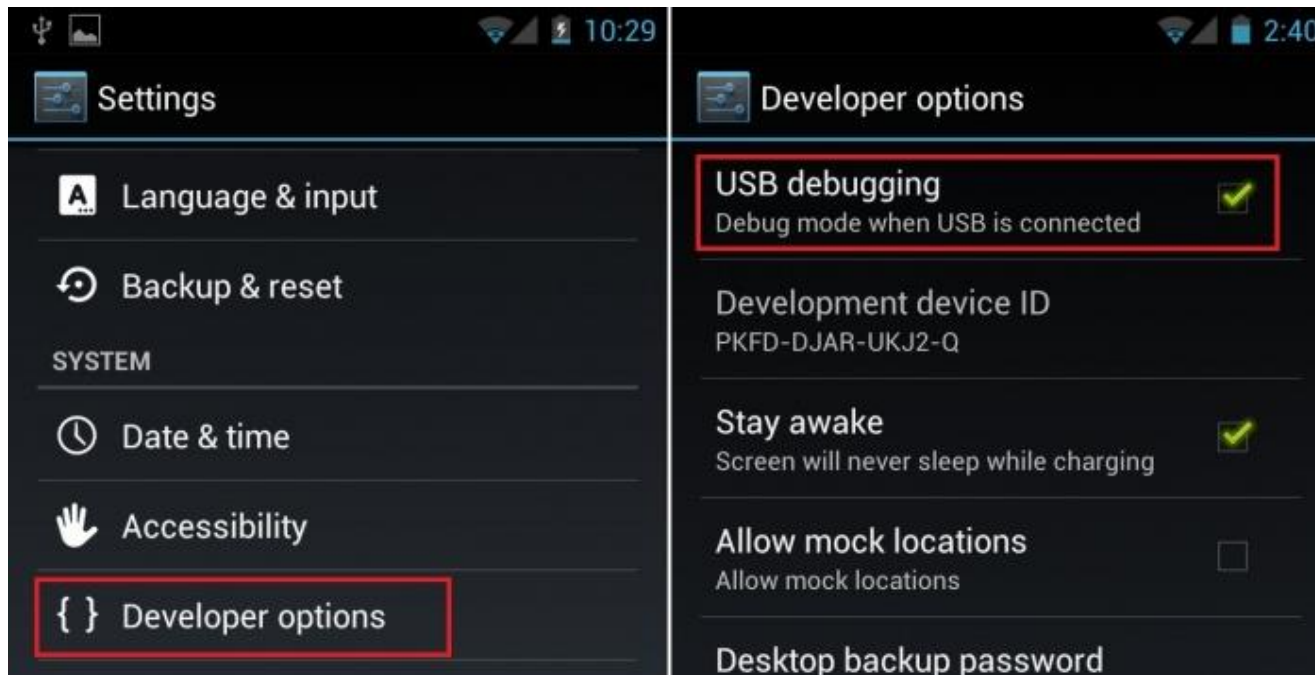 10:29
Settings
Language & input
Backup & reset
SYSTEM
Date & time
Accessibility
{ } Developer options
2:40
Developer options
USB debugging
Debug mode when USB is connected
Development device ID
PKFD-DJAR-UKJ2-Q
Stay awake
Screen will never sleep while charging
Allow mock locations
Allow mock locations
Desktop backup password